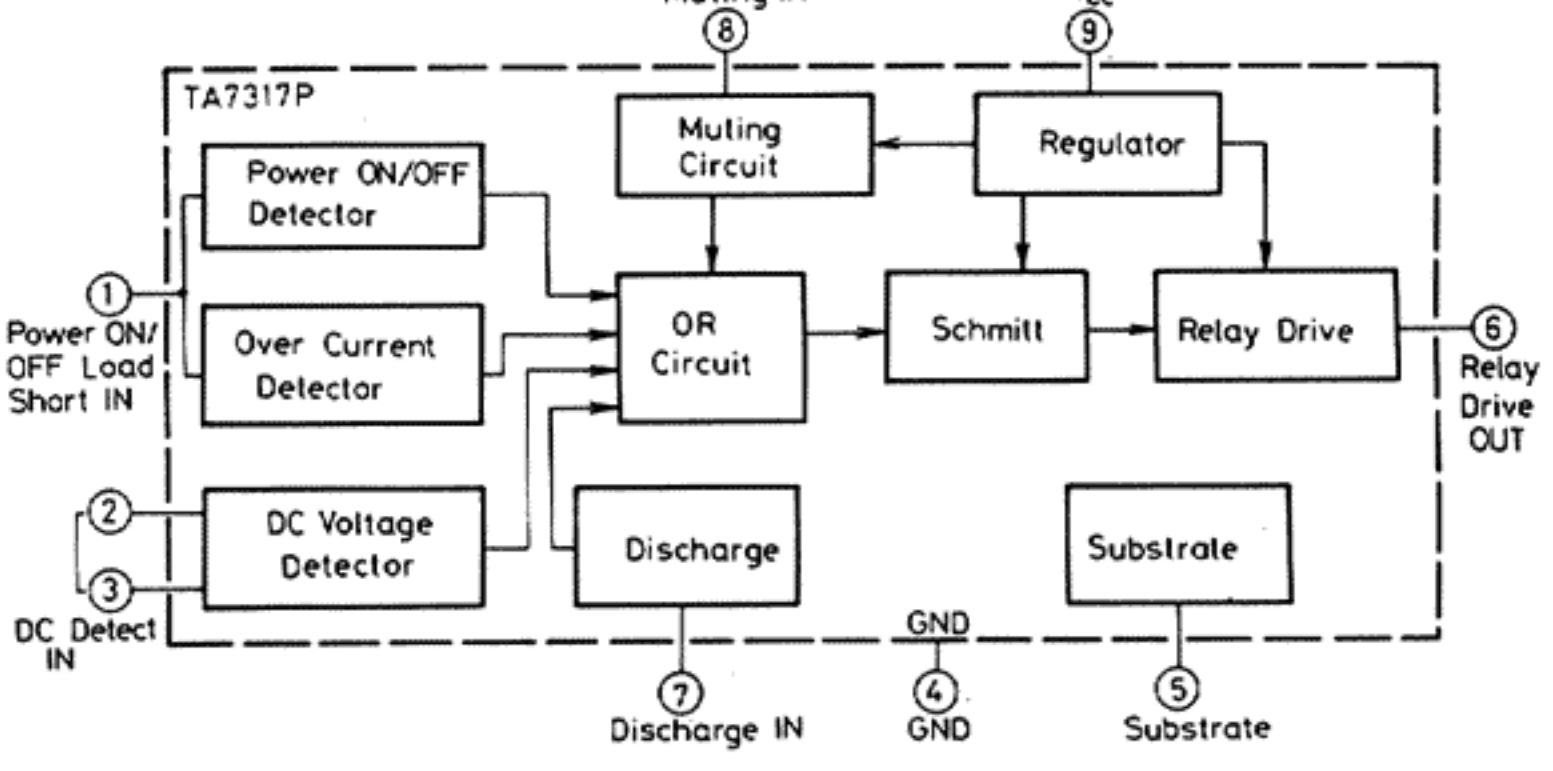 8
9
TA7317P
Muting
Circuit
Regulator
Power ON/OFF
Detector
1
Power ON/
OFF Load
Short IN
Over Current
Detector
OR
Circuit
Schmitt
Relay Drive
6
Relay
Drive
OUT
2
3
DC Detect
IN
DC Voltage
Detector
Discharge
Substrate
GND
7
Discharge IN
4
GND
5
Substrate